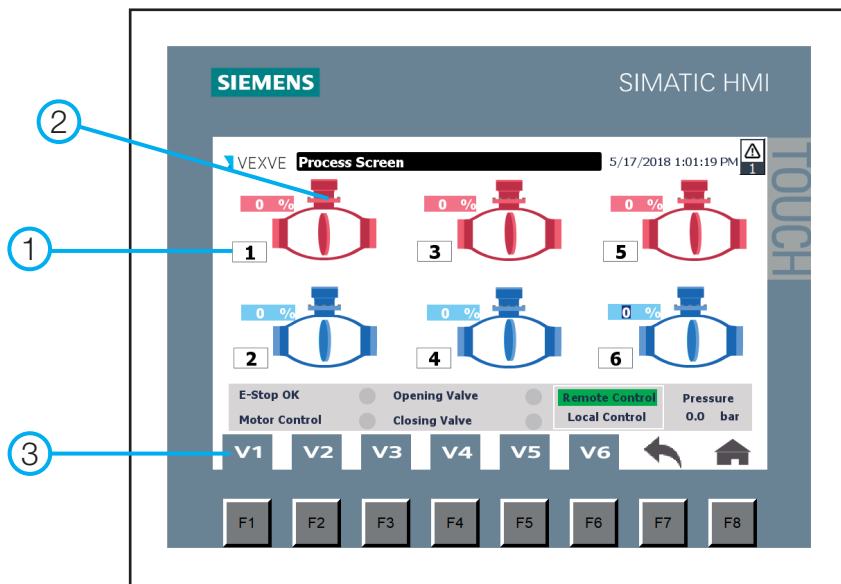 SIEMENS
SIMATIC HMI
2
VEXVE Process Screen 5/17/2018 1:01:19 PM
1
TOUCH
0 % 0 % 0 %
1
1 3 5
0 % 0 % 0 %
2 4 6
E-Stop OK Opening Valve Remote Control Pressure
Motor Control Closing Valve Local Control 0.0 bar
3
V1 V2 V3 V4 V5 V6
F1 F2 F3 F4 F5 F6 F7 F8